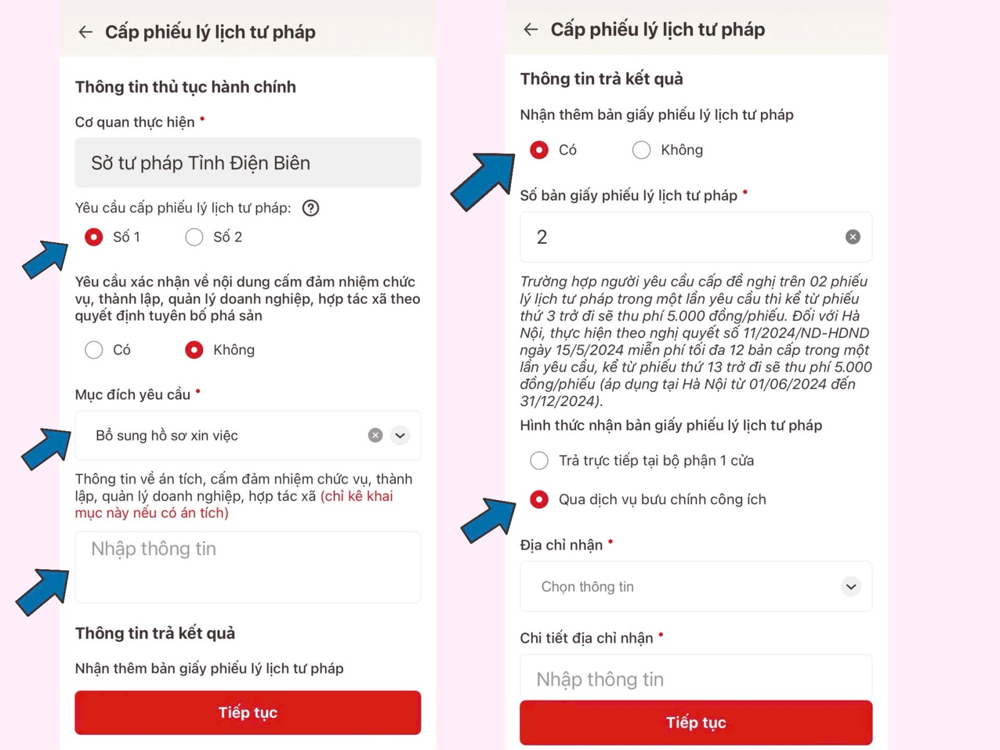 Cấp phiếu lý lịch tư pháp
Thông tin thủ tục hành chính
Cơ quan thực hiện •
Sở tư pháp Tỉnh Điện Biên
Yêu cầu cấp phiếu lý lịch tư pháp: ?
Số 1 Số 2
Yêu cầu xác nhận về nội dung cấm đảm nhiệm chức
vụ, thành lập, quản lý doanh nghiệp, hợp tác xã theo
quyết định tuyên bố phá sản
Có Không
Mục đích yêu cầu •
Bổ sung hồ sơ xin việc
Thông tin về án tích, cấm đảm nhiệm chức vụ, thành
lập, quản lý doanh nghiệp, hợp tác xã (chỉ kê khai
mục này nếu có án tích)
Nhập thông tin
Thông tin trả kết quả
Nhận thêm bản giấy phiếu lý lịch tư pháp
Tiếp tục
Cấp phiếu lý lịch tư pháp
Thông tin trả kết quả
Nhận thêm bản giấy phiếu lý lịch tư pháp
Có Không
Số bản giấy phiếu lý lịch tư pháp •
2
Trường hợp người yêu cầu cấp đề nghị trên 02 phiếu
lý lịch tư pháp trong một lần yêu cầu thì kể từ phiếu
thứ 3 trở đi sẽ thu phí 5.000 đồng/phiếu. Đối với Hà
Nội, thực hiện theo nghị quyết số 11/2024/ND-HDND
ngày 15/5/2024 miễn phí tối đa 12 bản cấp trong một
lần yêu cầu, kể từ phiếu thứ 13 trở đi sẽ thu phí 5.000
đồng/phiếu (áp dụng tại Hà Nội từ 01/06/2024 đến
31/12/2024).
Hình thức nhận bản giấy phiếu lý lịch tư pháp
Trả trực tiếp tại bộ phận 1 cửa
Qua dịch vụ bưu chính công ích
Địa chỉ nhận •
Chọn thông tin
Chi tiết địa chỉ nhận •
Nhập thông tin
Tiếp tục